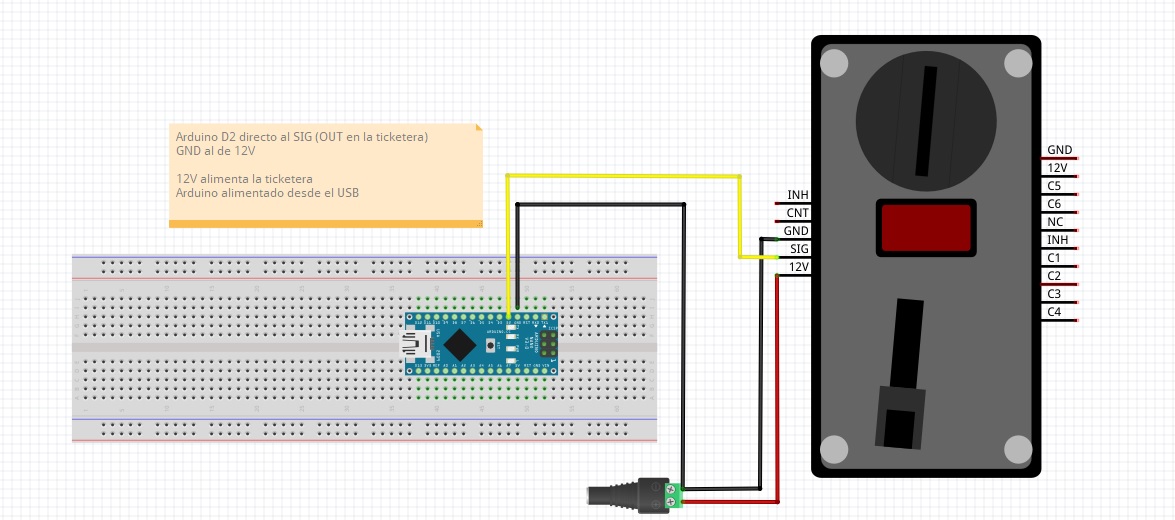 Arduino D2 directo al SIG (OUT en la ticketera)
GND al de 12V
12V alimenta la ticketera
Arduino alimentado desde el USB
INH
CNT
GND
SIG
12V
GND
12V
C5
C6
NC
INH
C1
C2
C3
C4